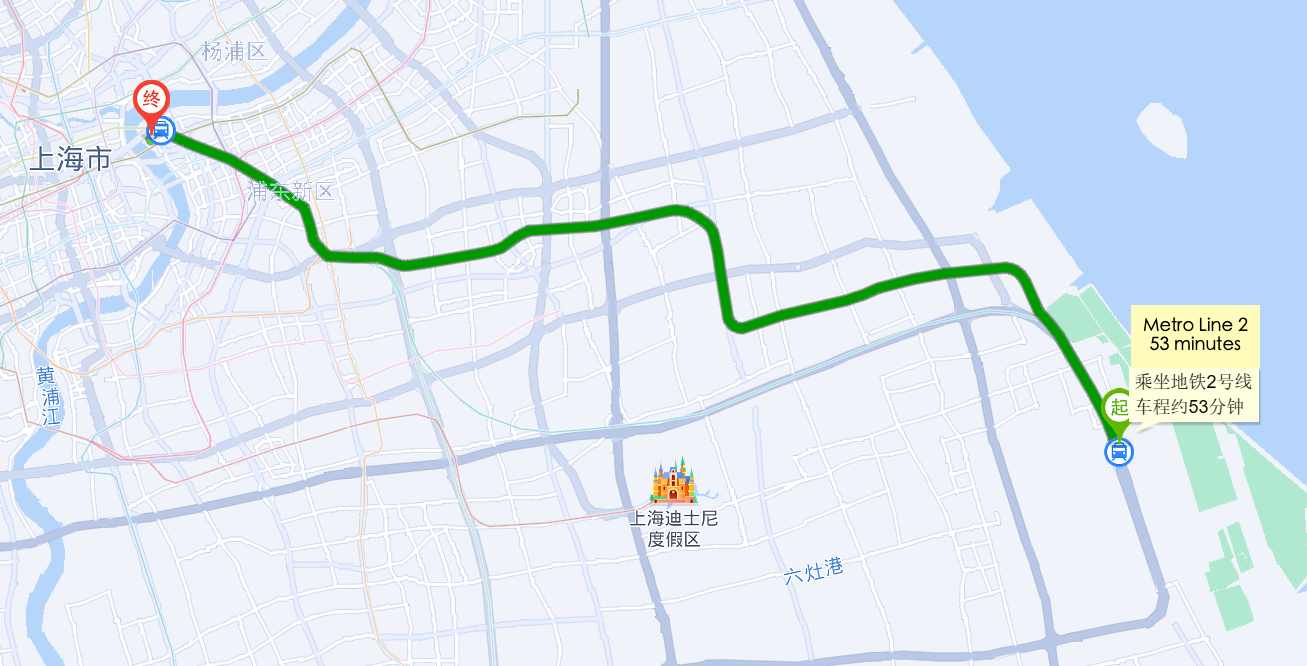 杨浦区
终
上海市
浦东新区
Metro Line 2
53 minutes
乘坐地铁2号线
车程约53分钟
起
黄浦江
上海迪士尼
度假区
六灶港